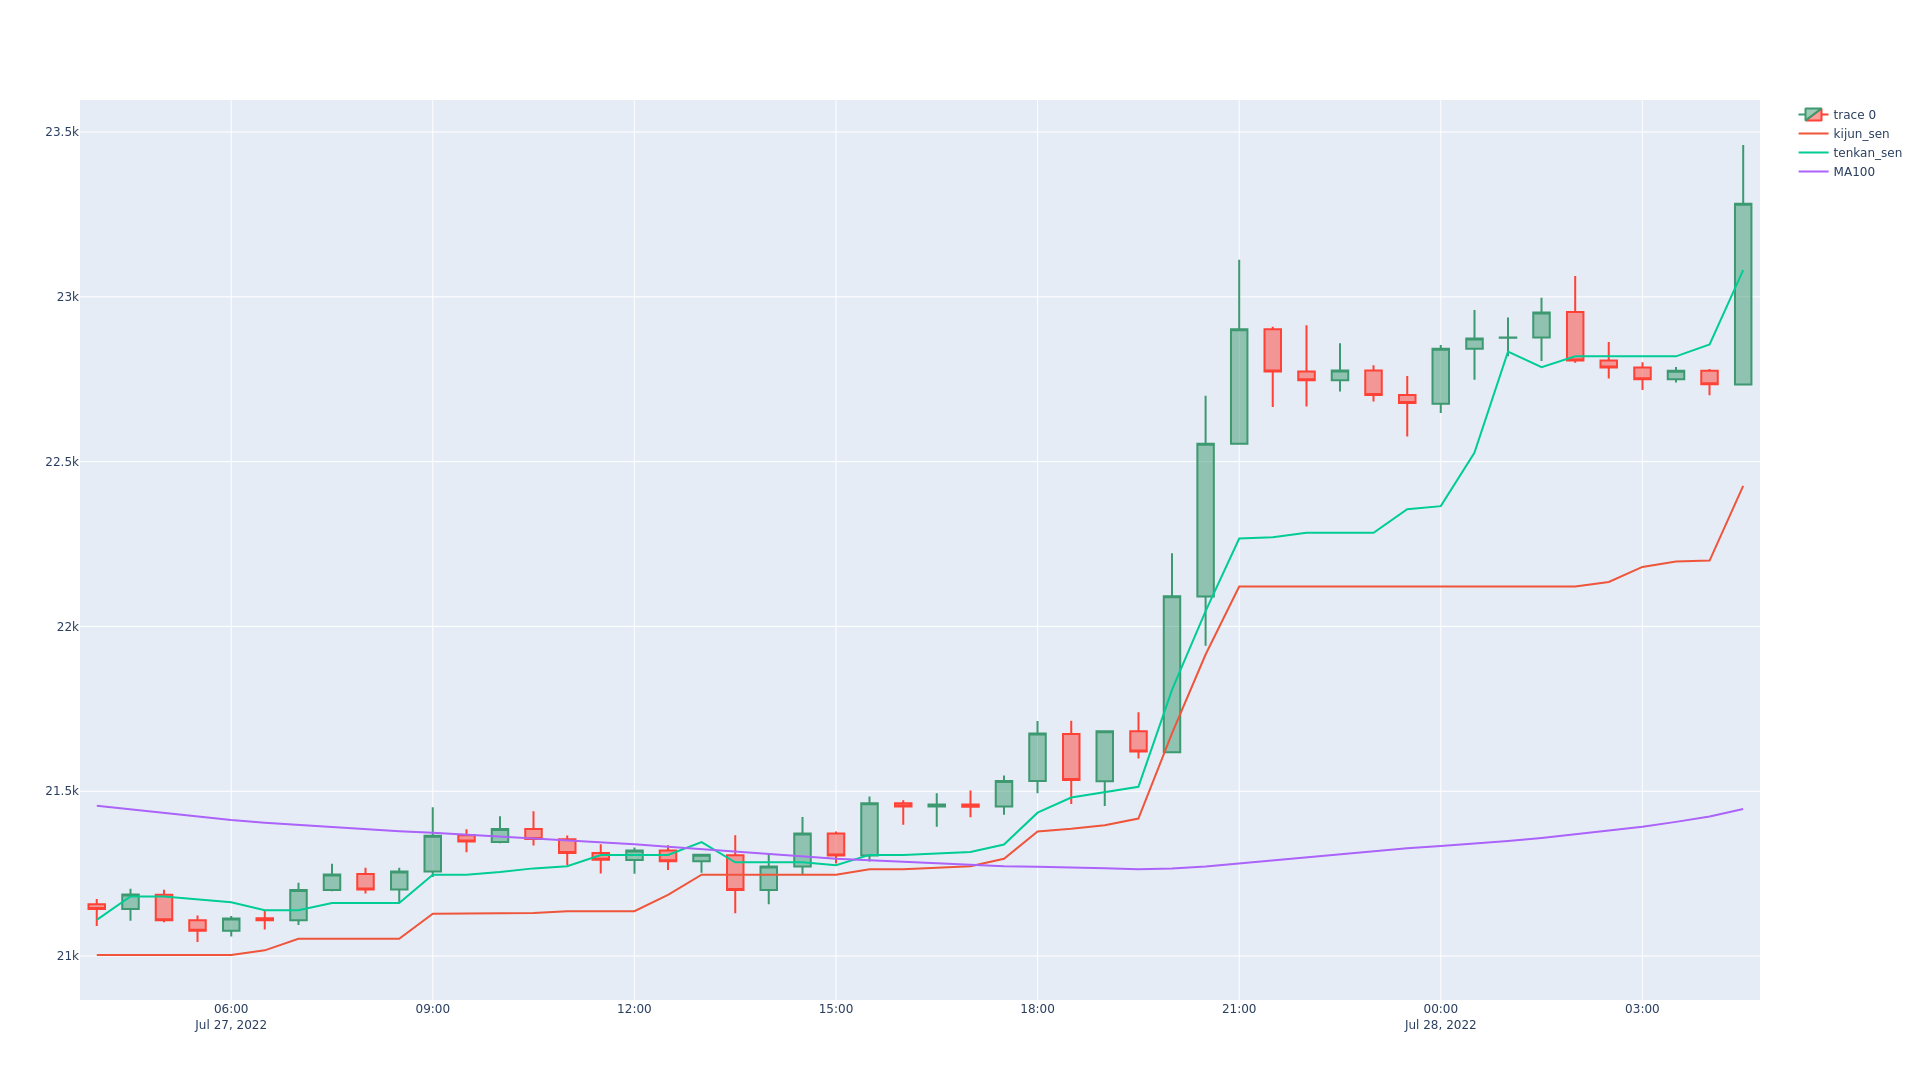 23.5k
23k
22.5k
22k
21.5k
21k
06:00
Jul 27, 2022
09:00
12:00
15:00
18:00
21:00
00:00
Jul 28, 2022
03:00
trace 0
kijun_sen
tenkan_sen
MA100